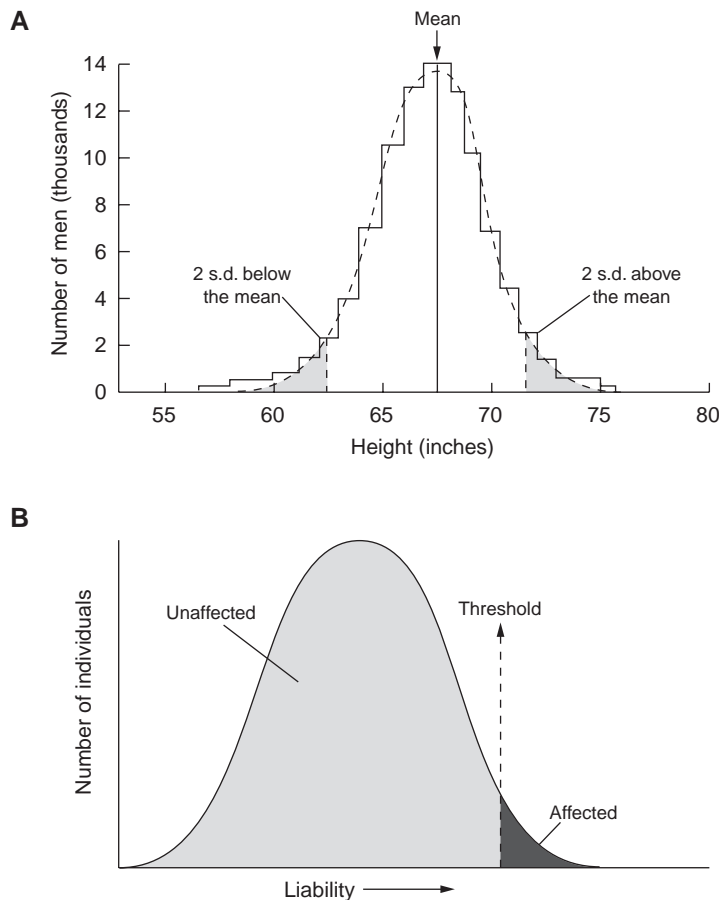 A
Mean
14
12
10
8
6
4
2
0
Number of men (thousands)
2 s.d. below
the mean
2 s.d. above
the mean
55 60 65 70 75 80
Height (inches)
B
Number of individuals
Unaffected
Threshold
Affected
Liability